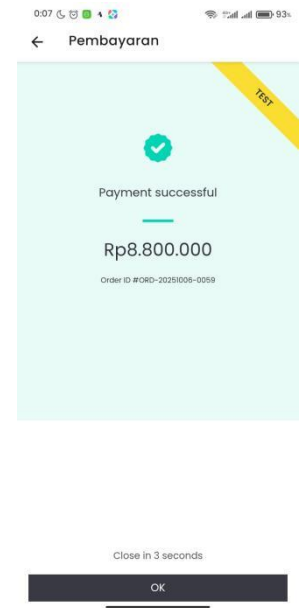 0:07
93%
Pembayaran
TEST
Payment successful
Rp8.800.000
Order ID #ORD-20251006-0059
Close in 3 seconds
OK